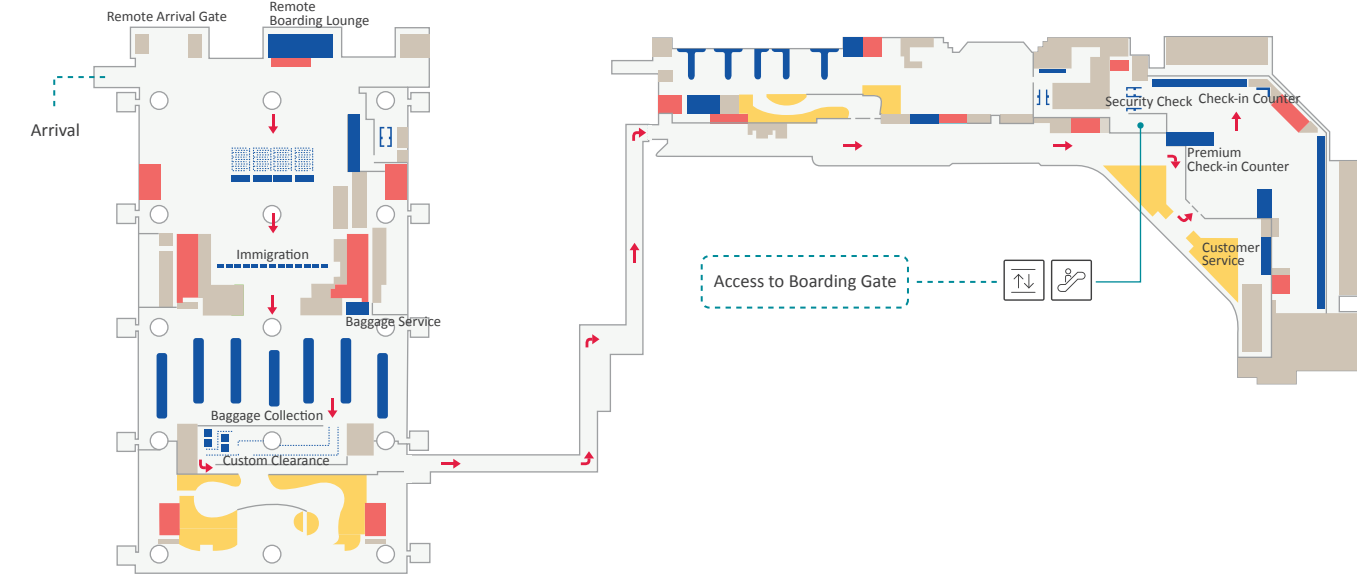 Remote Arrival Gate
Remote
Boarding Lounge
Arrival
Immigration
Baggage Service
Baggage Collection
Custom Clearance
Security Check
Check-in Counter
Premium
Check-in Counter
Customer
Service
Access to Boarding Gate